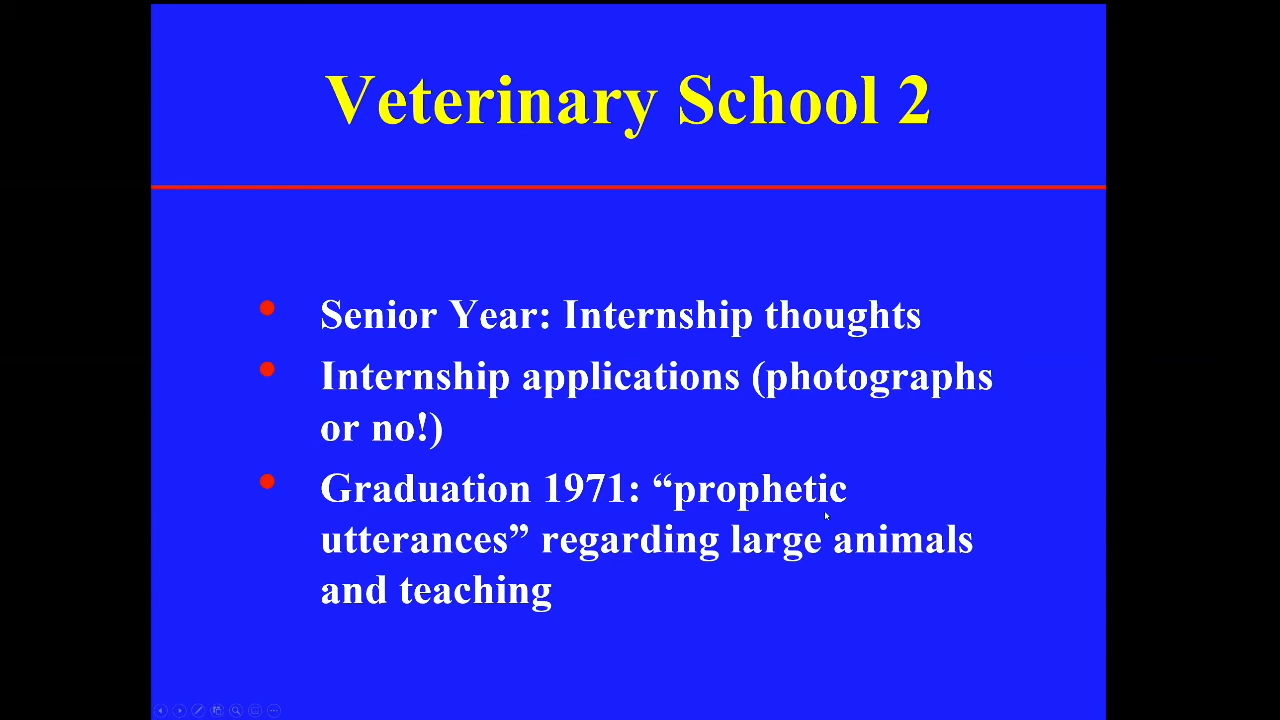 Veterinary School 2
• Senior Year: Internship thoughts
• Internship applications (photographs
or no!)
• Graduation 1971: “prophetic
utterances” regarding large animals
and teaching